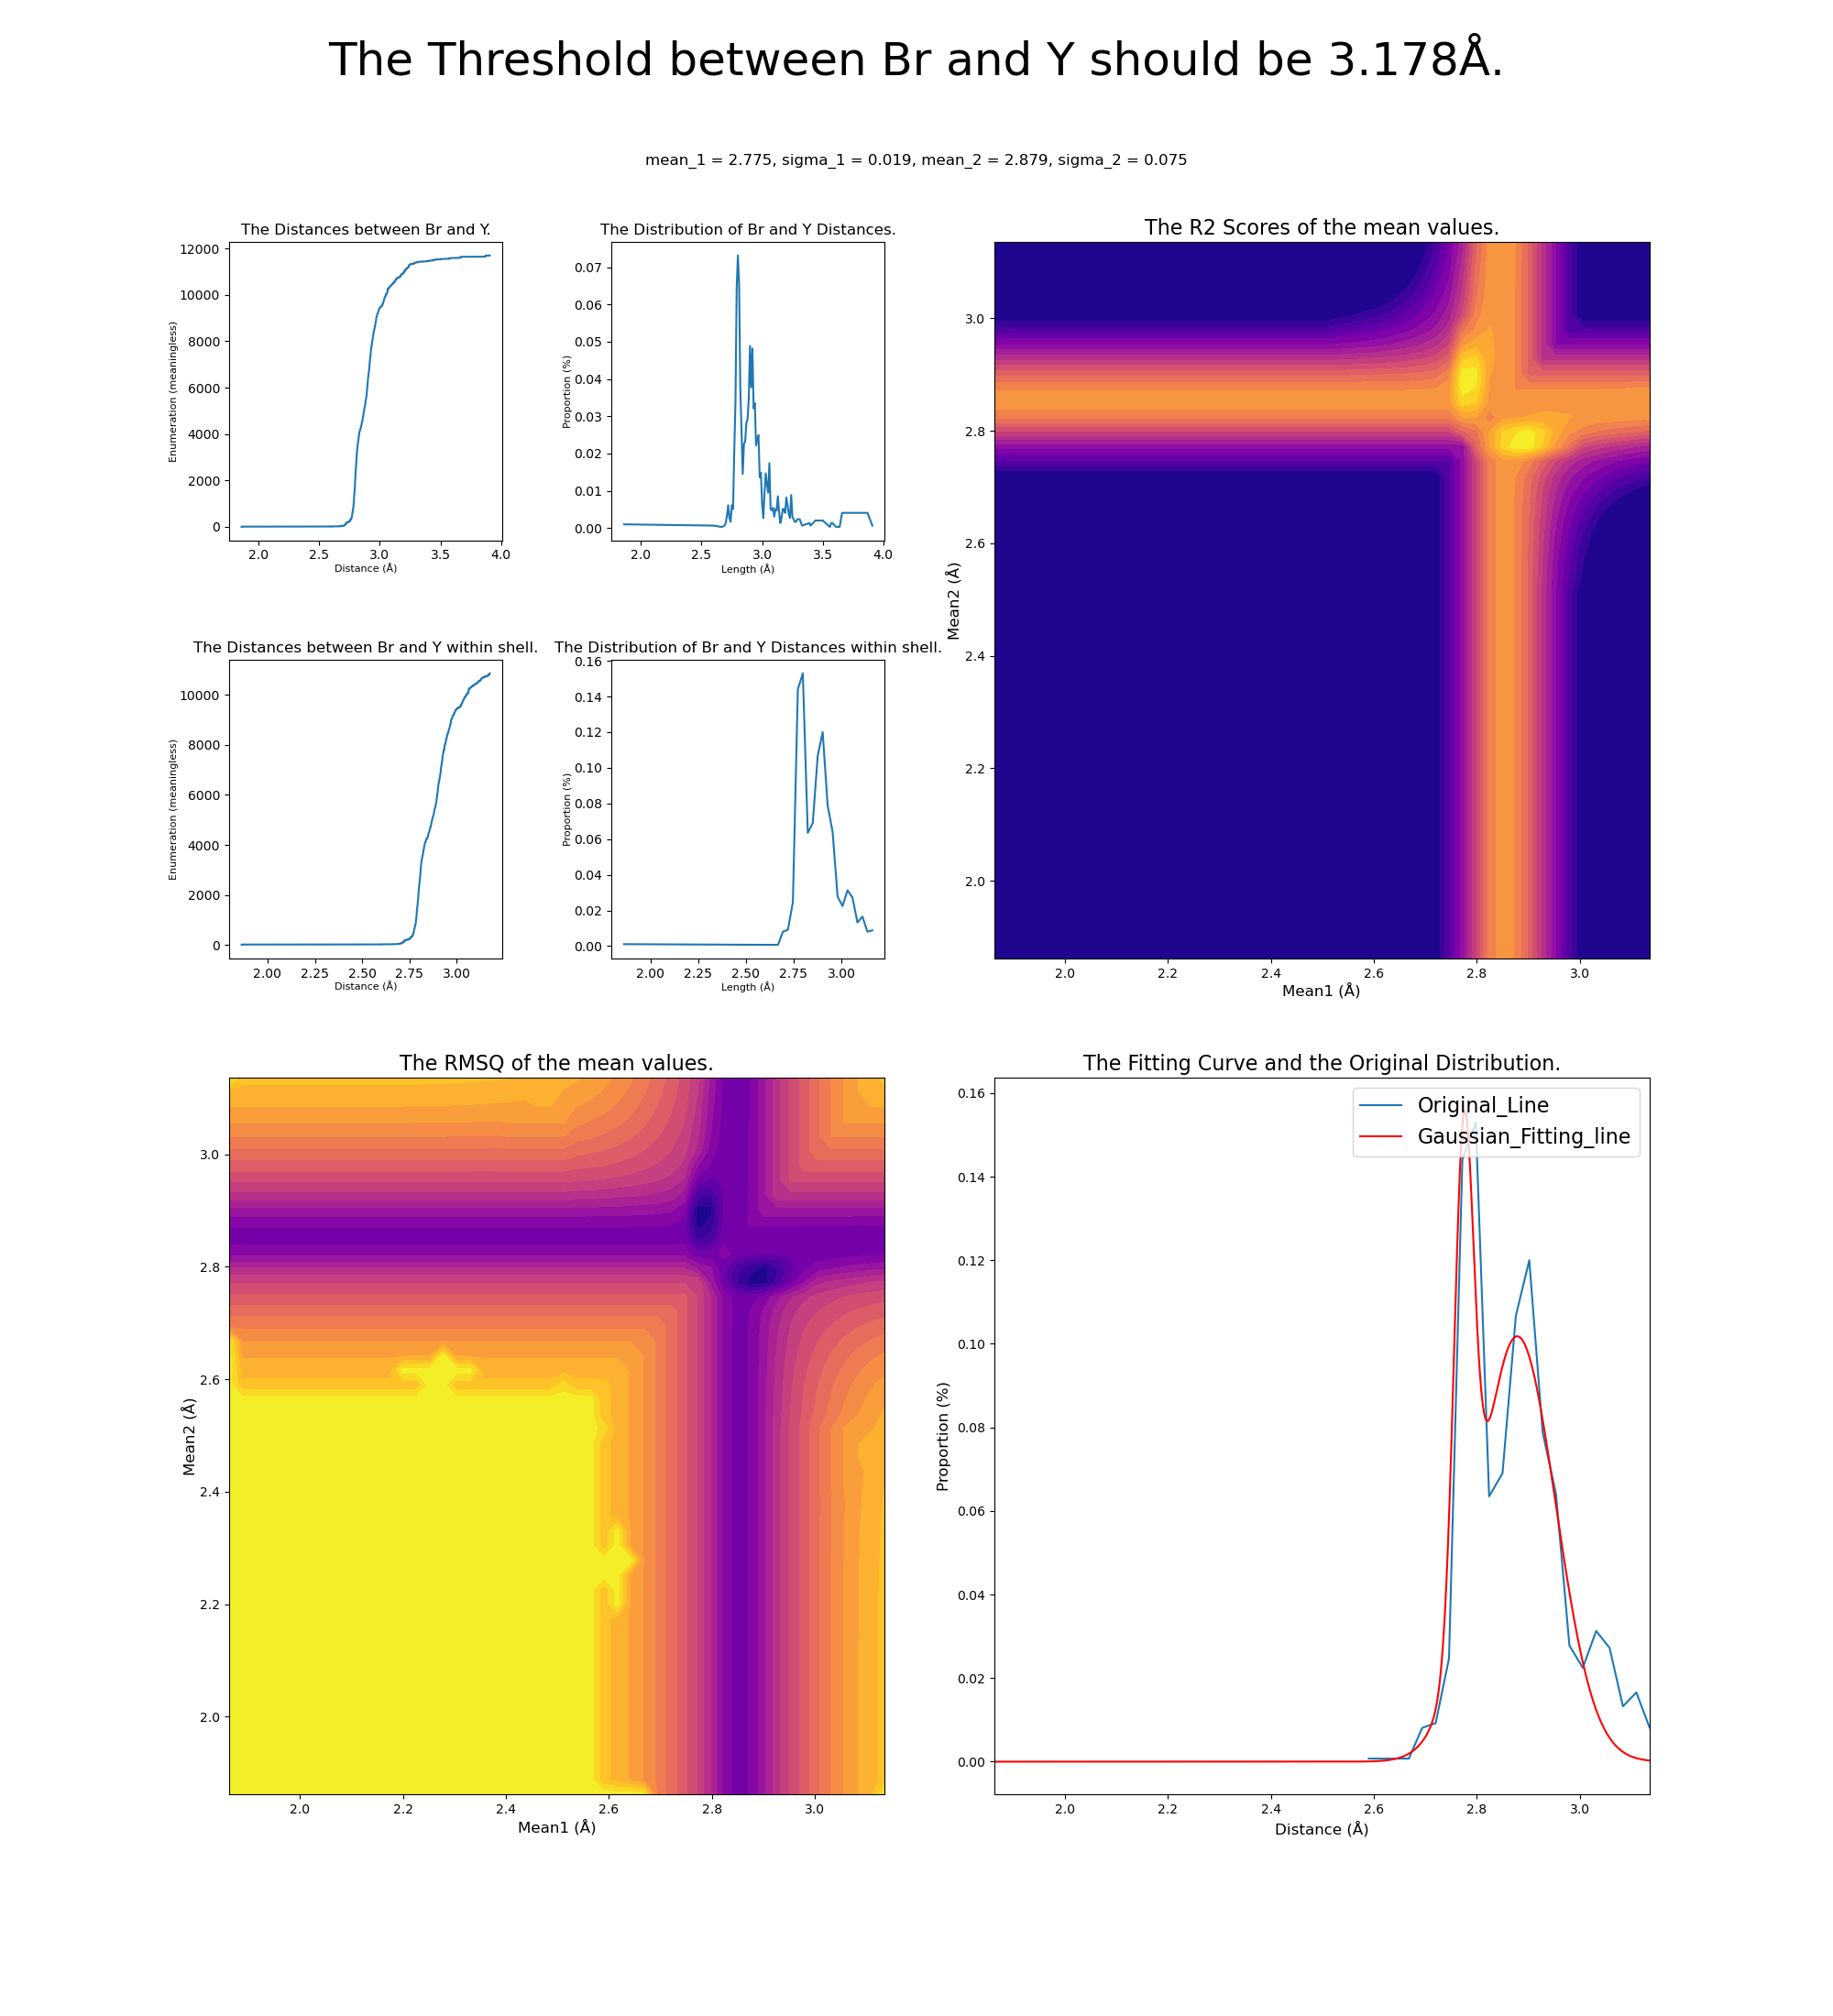 The Threshold between Br and Y should be 3.178Å.
mean_1 = 2.775, sigma_1 = 0.019, mean_2 = 2.879, sigma_2 = 0.075
The Distances between Br and Y.
12000
10000
8000
6000
4000
2000
0
Enumeration (meaningless)
2.0 2.5 3.0 3.5 4.0
Distance (Å)
The Distribution of Br and Y Distances.
0.07
0.06
0.05
0.04
0.03
0.02
0.01
0.00
Proportion (%)
2.0 2.5 3.0 3.5 4.0
Length (Å)
The R2 Scores of the mean values.
3.0
2.8
2.6
2.4
2.2
2.0
Mean2 (Å)
2.0 2.2 2.4 2.6 2.8 3.0
Mean1 (Å)
The Distances between Br and Y within shell.
10000
8000
6000
4000
2000
0
Enumeration (meaningless)
2.00 2.25 2.50 2.75 3.00
Distance (Å)
The Distribution of Br and Y Distances within shell.
0.16
0.14
0.12
0.10
0.08
0.06
0.04
0.02
0.00
Proportion (%)
2.00 2.25 2.50 2.75 3.00
Length (Å)
The RMSQ of the mean values.
3.0
2.8
2.6
2.4
2.2
2.0
Mean2 (Å)
2.0 2.2 2.4 2.6 2.8 3.0
Mean1 (Å)
The Fitting Curve and the Original Distribution.
Original_Line
Gaussian_Fitting_line
0.16
0.14
0.12
0.10
0.08
0.06
0.04
0.02
0.00
Proportion (%)
2.0 2.2 2.4 2.6 2.8 3.0
Distance (Å)